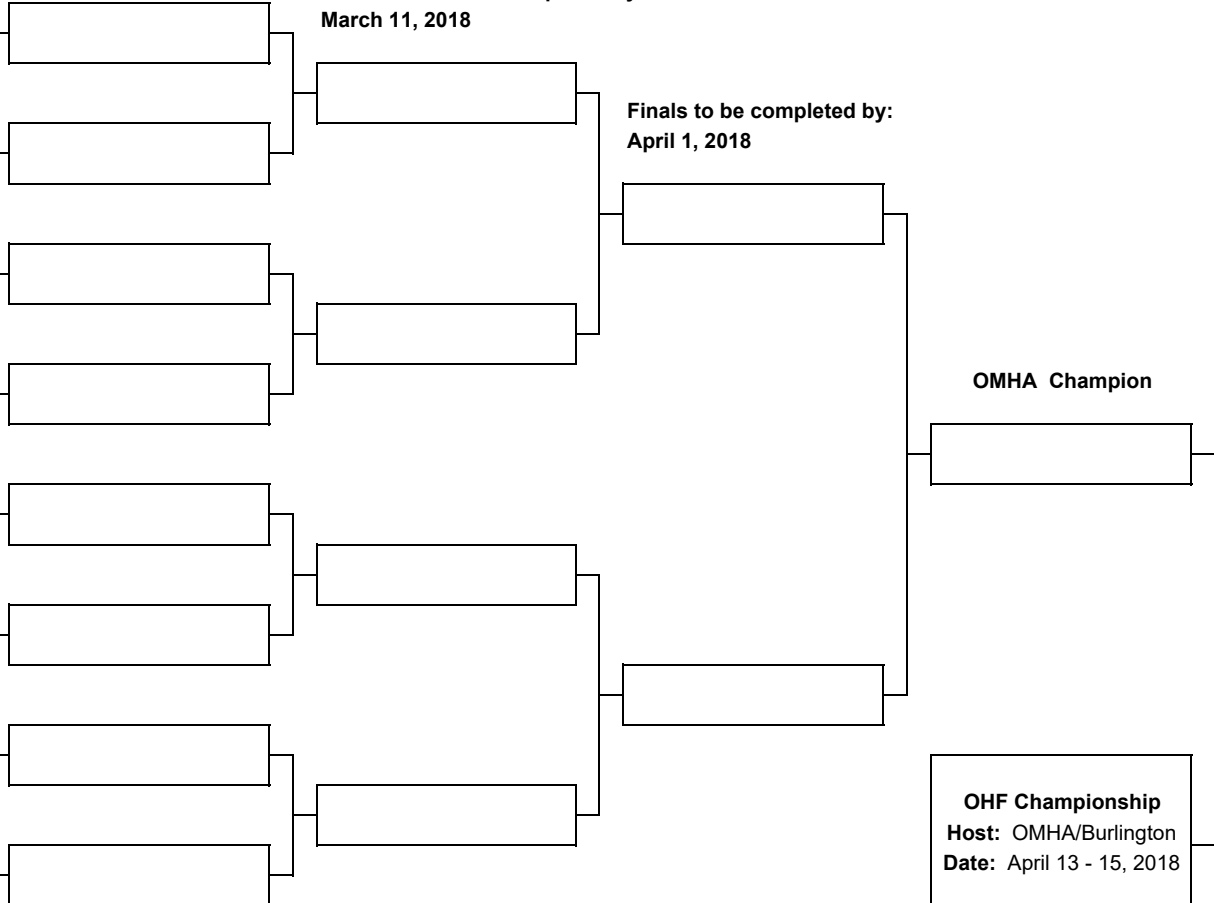 March 11, 2018
Finals to be completed by:
April 1, 2018
OMHA Champion
OHF Championship
Host: OMHA/Burlington
Date: April 13 - 15, 2018